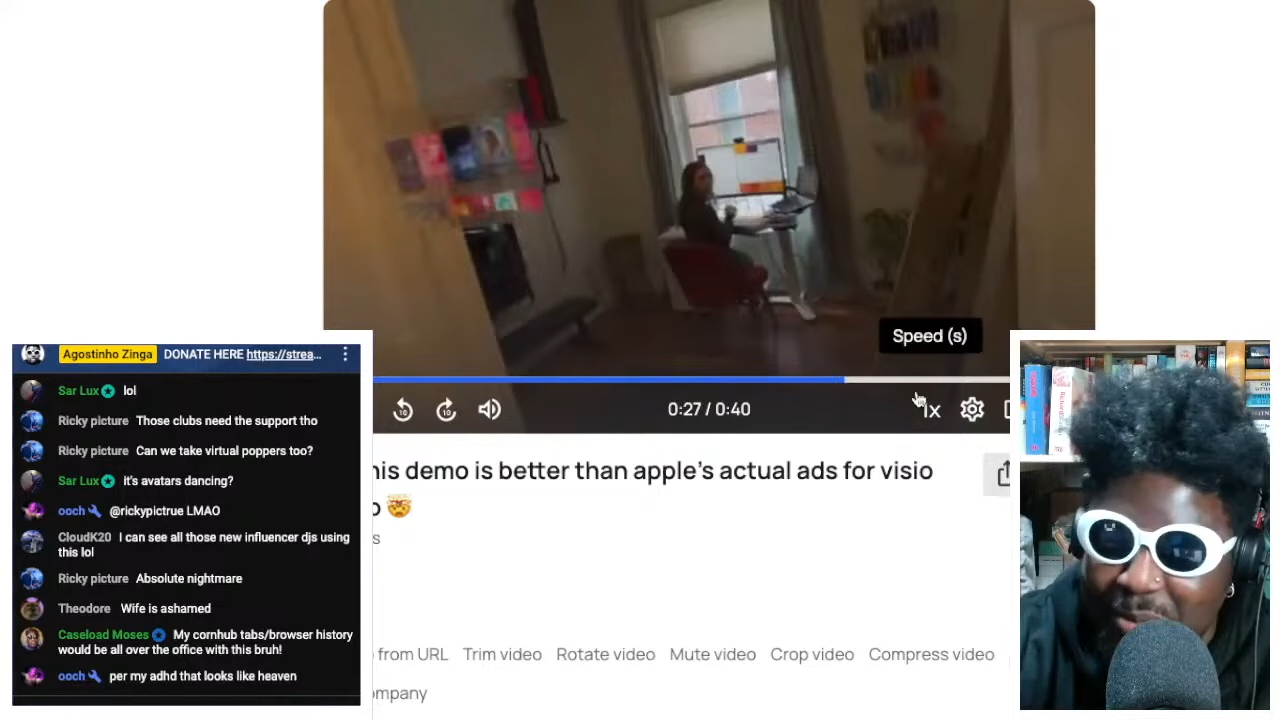 Speed (s)
0:27 / 0:40
1x
10
10
his demo is better than apple's actual ads for visio
o 🤯
s
o from URL Trim video Rotate video Mute video Crop video Compress video
ompany
Agostinho Zinga DONATE HERE https://strea...
Sar Lux lol
Ricky picture Those clubs need the support tho
Ricky picture Can we take virtual poppers too?
Sar Lux it's avatars dancing?
ooch @rickypictrue LMAO
CloudK20 I can see all those new influencer djs using
this lol
Ricky picture Absolute nightmare
Theodore Wife is ashamed
Caseload Moses My cornhub tabs/browser history
would be all over the office with this bruh!
ooch per my adhd that looks like heaven